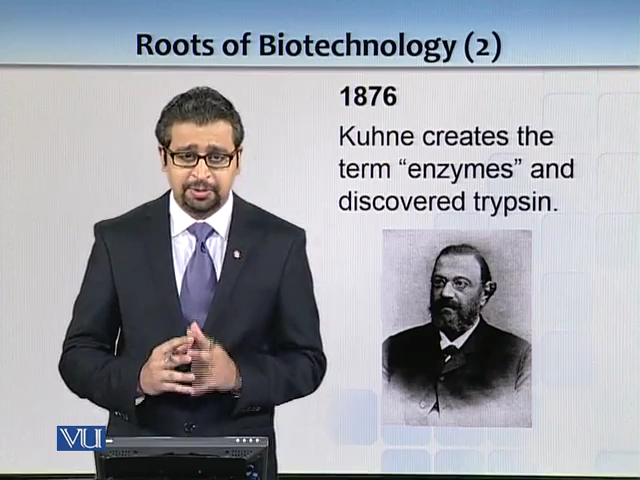 Roots of Biotechnology (2)
1876
Kuhne creates the
term “enzymes” and
discovered trypsin.
VU